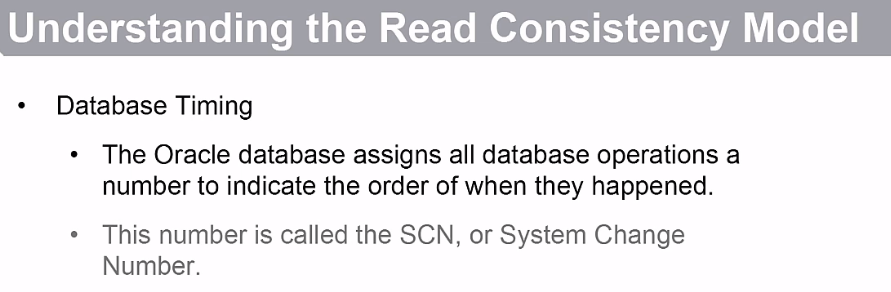 Understanding the Read Consistency Model
• Database Timing
• The Oracle database assigns all database operations a
number to indicate the order of when they happened.
• This number is called the SCN, or System Change
Number.